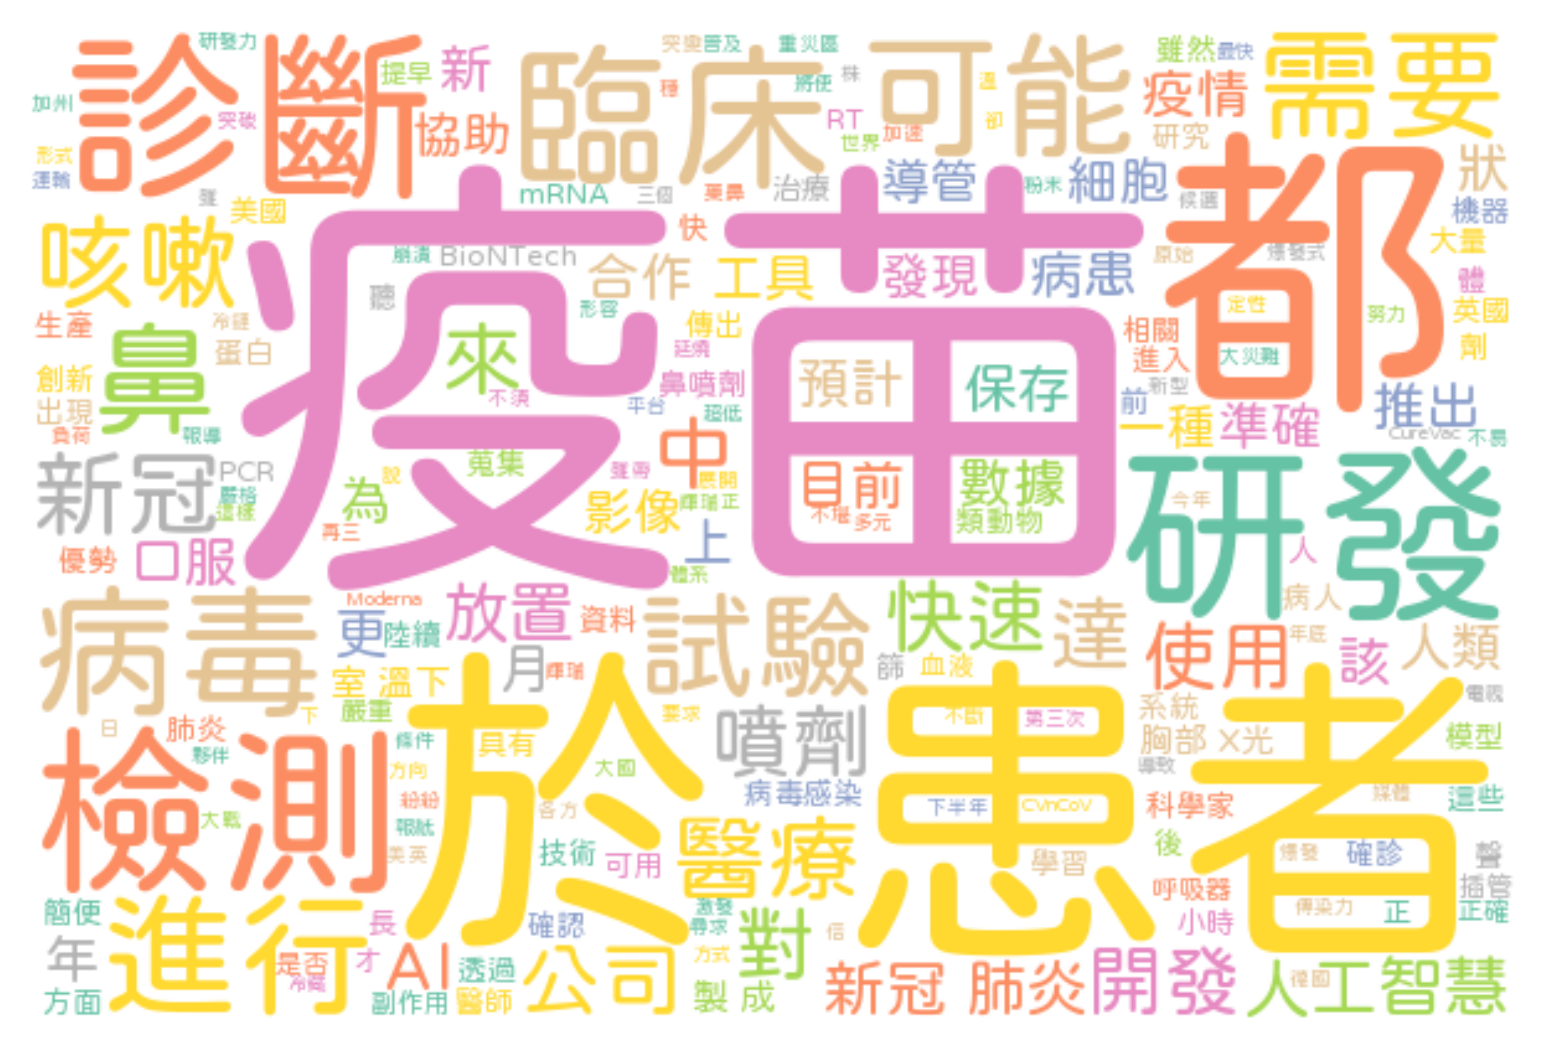 研發力
突變
普及
重災區
診斷
提早
新
臨床
可能
雖然
最快
需要
加州
突破
協助
種
將使
株
溫
卻
疫情
RT
加速
世界
研究
形式
運輸
狀
mRNA
三個
治療
導管
粉末
細胞
候選
都
機器
美國
快
咳嗽
疫苗
崩潰
BioNTech
合作
工具
發現
病患
原始
爆發式
大量
體
聽
形容
定性
努力
英國
生產
冷鏈
傳出
相關
鼻
蛋白
來
延燒
進入
大災難
劑
創新
出現
不須
鼻噴劑
平台
超低
預計
保存
前
新型
推出
負荷
報導
中
一種
準確
CureVac
不易
新冠
PCR
嚴格
這樣
說
蒐集
展開
輝瑞
正
目前
數據
今年
研發
為
影像
不堪
多元
類動物
再三
上
優勢
口服
體系
人
病毒
Moderna
放置
資料
試驗
快速
達
病人
更
陸續
使用
年底
該
人類
室
溫下
月
輝瑞
篩
血液
嚴重
於
要求
噴劑
患者
不斷
第三次
系統
電視
日
下
肺炎
夥伴
條件
具有
胸部
X光
模型
導致
檢測
方向
大國
病毒感染
下半年
CVnCoV
科學家
媒體
這些
大戰
紛紛
各方
美英
技術
可用
醫療
學習
後
爆發
確診
呼吸器
插管
簡便
進行
長
確認
激發
尋求
對
倍
小時
傳染力
正
正確
年
是否
才
AI
透過
公司
方式
新冠
肺炎
開發
人工智慧
德國
方面
冷藏
副作用
醫師
製
成